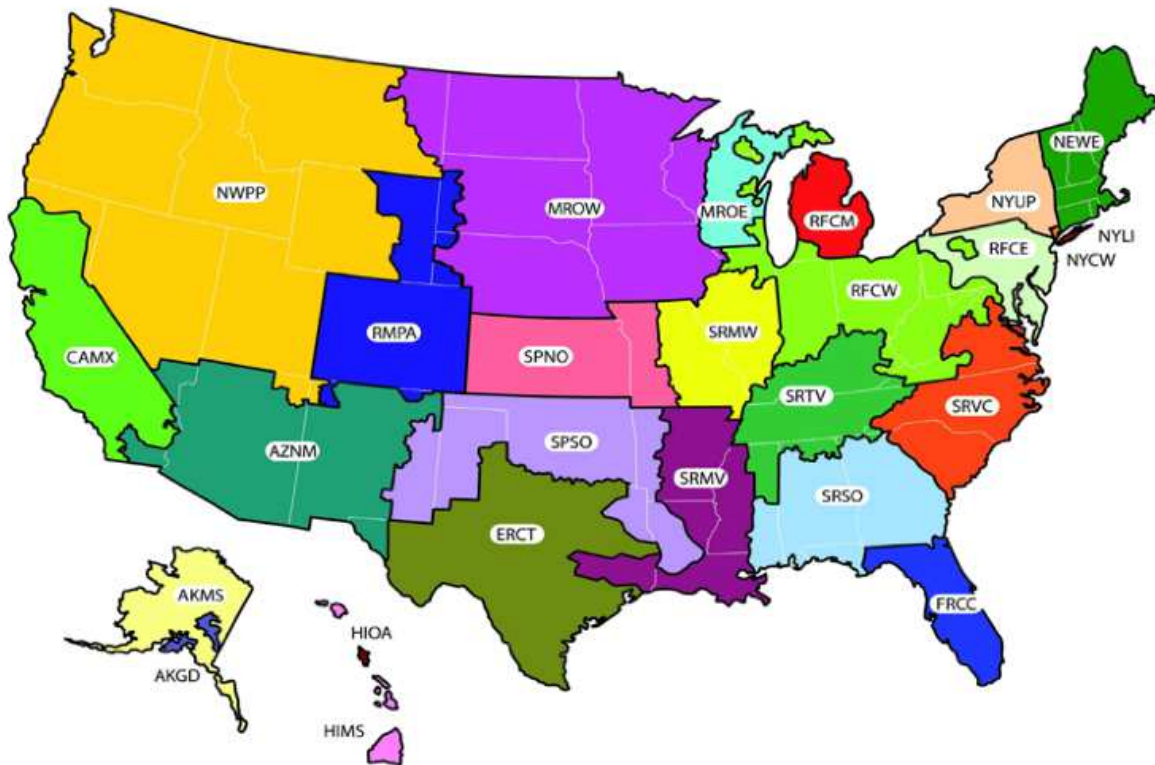 NEWE
NWPP
NYUP
MROW
MROE
RFCM
NYLI
RFCE
NYCW
RFCW
RMPA
SRMW
CAMX
SPNO
SRTV
SRVC
AZNM
SPSO
SRMV
SRSO
ERCT
AKMS
FRCC
HIOA
AKGD
HIMS